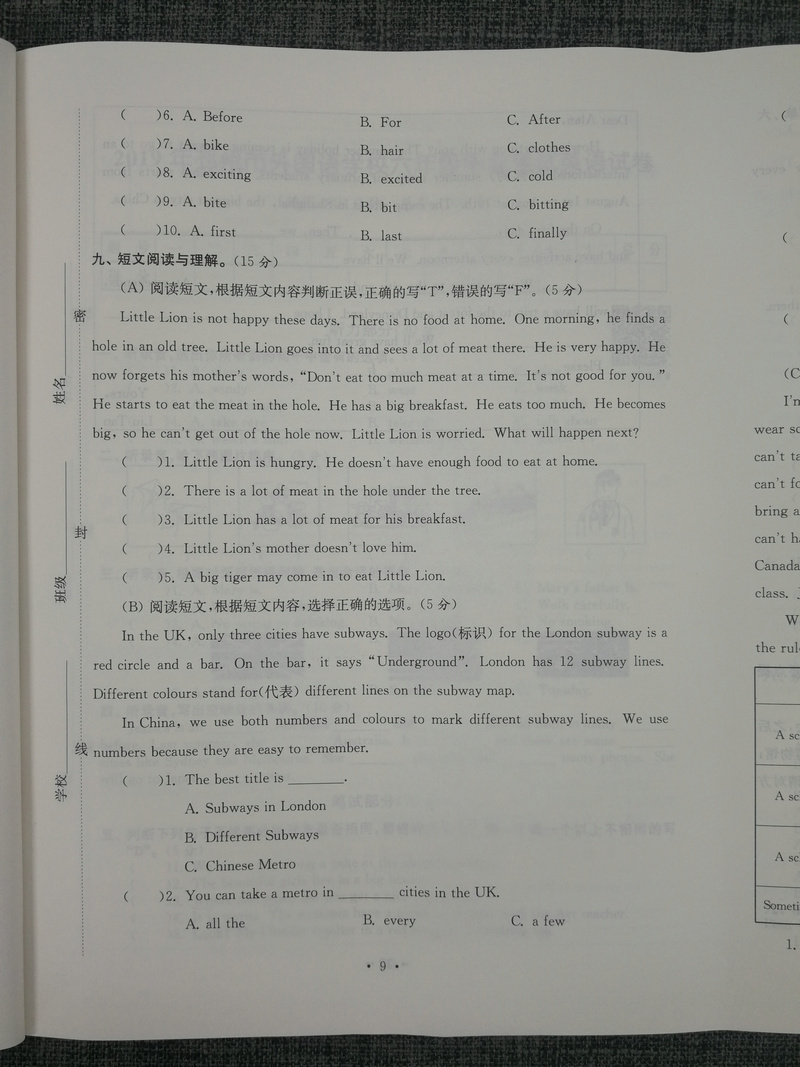 ( )6. A. Before B. For C. After
( )7. A. bike B. hair C. clothes
( )8. A. exciting B. excited C. cold
( )9. A. bite B. bit C. bitting
( )10. A. first B. last C. finally
九、短文阅读与理解。(15 分)
(A) 阅读短文,根据短文内容判断正误,正确的写“T”,错误的写“F”。(5 分)
Little Lion is not happy these days. There is no food at home. One morning, he finds a
hole in an old tree. Little Lion goes into it and sees a lot of meat there. He is very happy. He
now forgets his mother's words, “Don't eat too much meat at a time. It's not good for you.”
He starts to eat the meat in the hole. He has a big breakfast. He eats too much. He becomes
big, so he can't get out of the hole now. Little Lion is worried. What will happen next?
( )1. Little Lion is hungry. He doesn't have enough food to eat at home.
( )2. There is a lot of meat in the hole under the tree.
( )3. Little Lion has a lot of meat for his breakfast.
( )4. Little Lion's mother doesn't love him.
( )5. A big tiger may come in to eat Little Lion.
(B) 阅读短文,根据短文内容,选择正确的选项。(5 分)
In the UK, only three cities have subways. The logo(标识) for the London subway is a
red circle and a bar. On the bar, it says “Underground”. London has 12 subway lines.
Different colours stand for(代表) different lines on the subway map.
In China, we use both numbers and colours to mark different subway lines. We use
numbers because they are easy to remember.
( )1. The best title is ________.
A. Subways in London
B. Different Subways
C. Chinese Metro
( )2. You can take a metro in ________ cities in the UK.
A. all the B. every C. a few
• 9 •
密
封
线
姓名
班级
学校
(
(
(
(C
I'm
wear sc
can't ta
can't fo
bring a
can't h
Canada
class.
W
the rul
A sc
A sc
A sc
Someti
1.